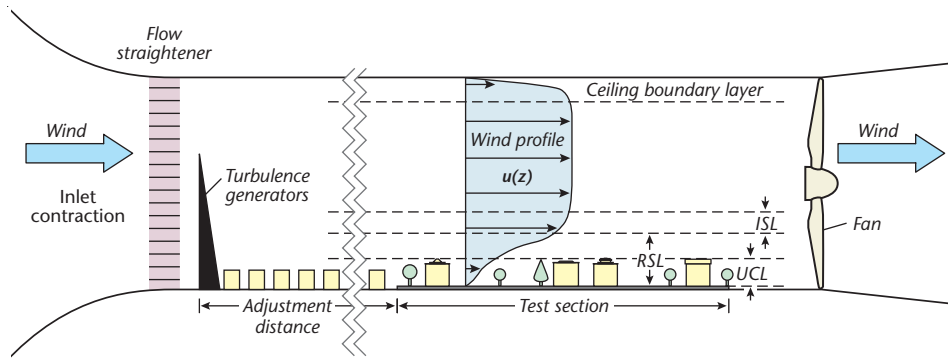 Flow
straightener
Ceiling boundary layer
Wind
Wind profile
Wind
Turbulence
generators
u(z)
Inlet
contraction
ISL
Fan
RSL
UCL
Adjustment
distance
Test section